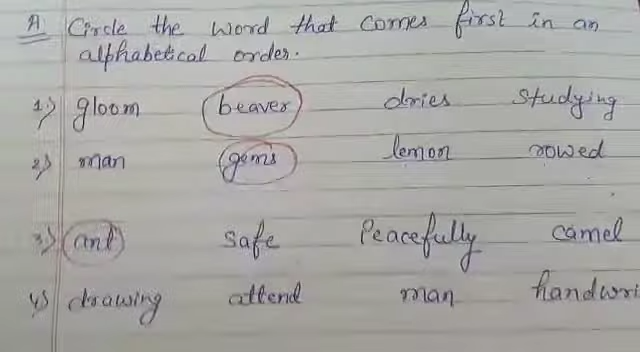 A Circle the word that comes first in an
alphabetical order.
1) gloom beaver dries studying
2) man gems lemon rowed
3) ant safe Peacefully camel
4) drawing attend man handwri